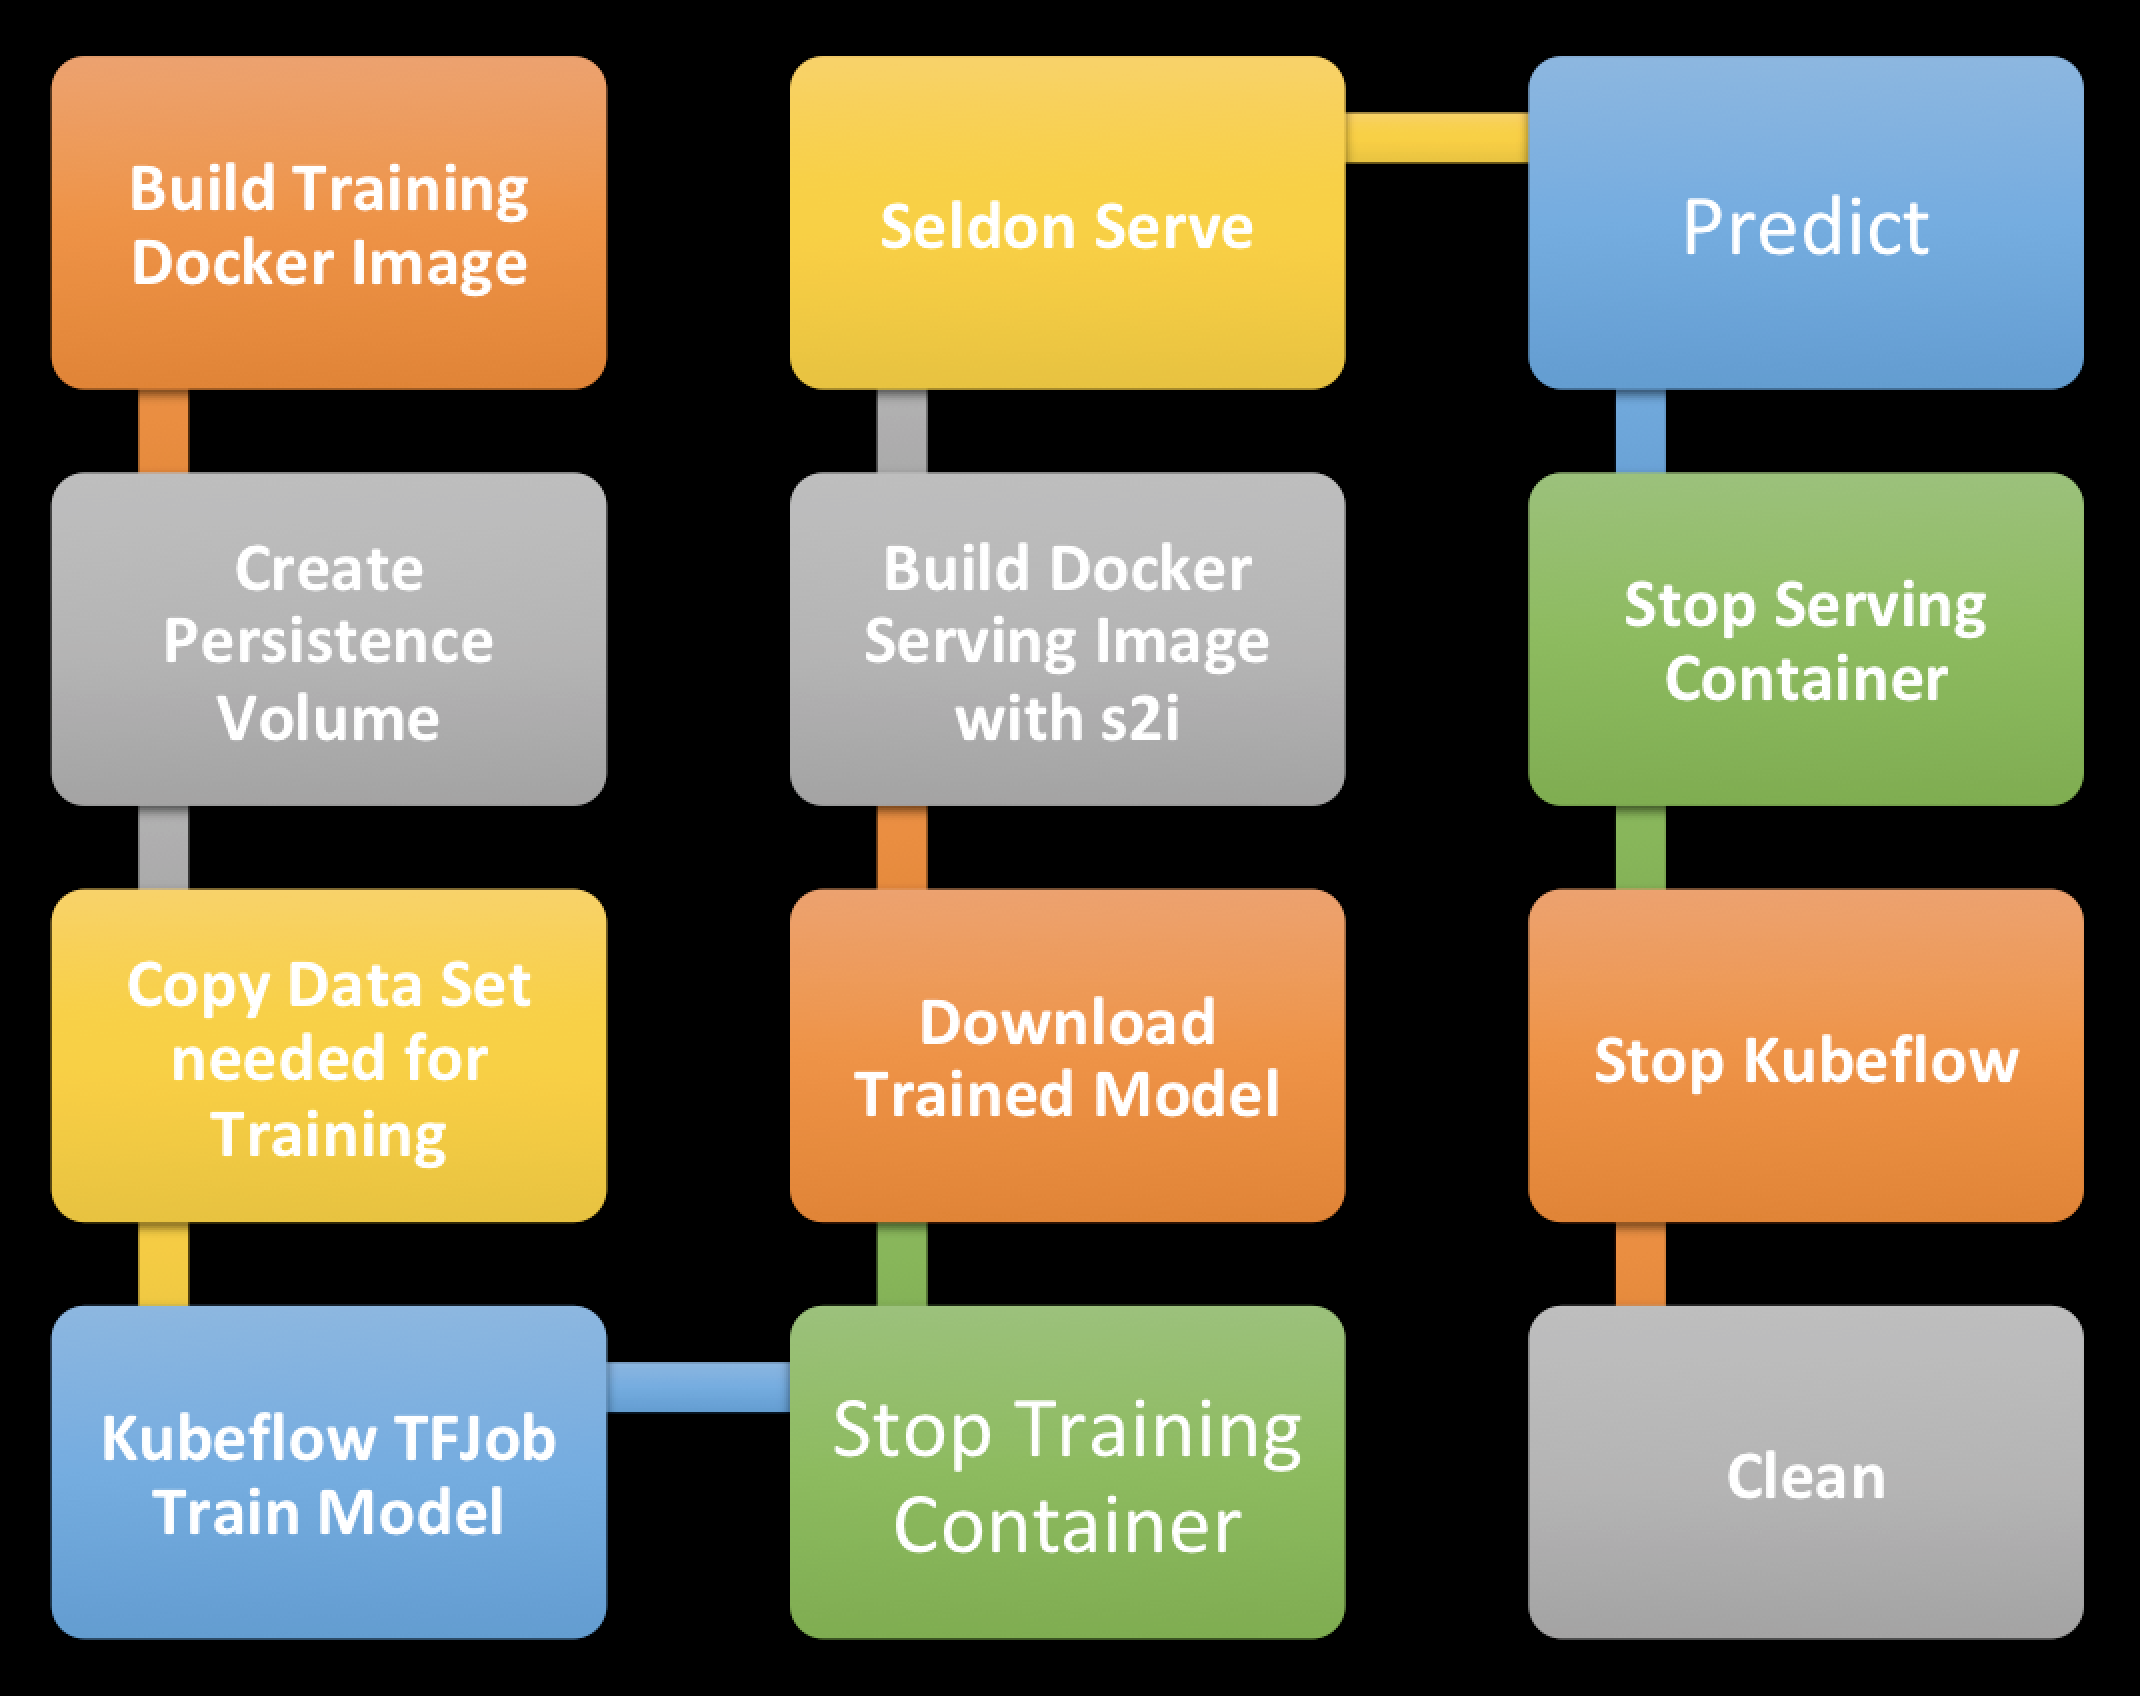 Build Training
Docker Image
Create
Persistence
Volume
Copy Data Set
needed for
Training
Kubeflow TFJob
Train Model
Stop Training
Container
Download
Trained Model
Build Docker
Serving Image
with s2i
Seldon Serve
Predict
Stop Serving
Container
Stop Kubeflow
Clean